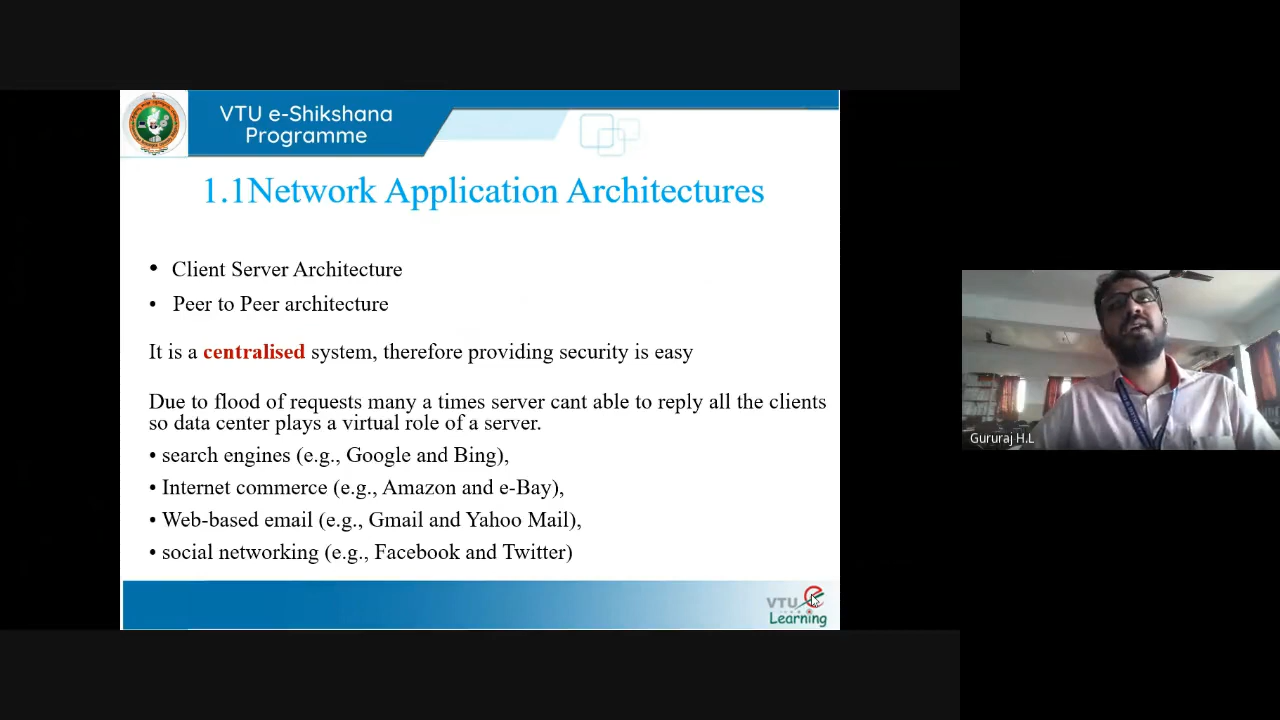 VTU e-Shikshana
Programme
1.1Network Application Architectures
• Client Server Architecture
• Peer to Peer architecture
It is a centralised system, therefore providing security is easy
Due to flood of requests many a times server cant able to reply all the clients
so data center plays a virtual role of a server.
• search engines (e.g., Google and Bing),
• Internet commerce (e.g., Amazon and e-Bay),
• Web-based email (e.g., Gmail and Yahoo Mail),
• social networking (e.g., Facebook and Twitter)
VTU e
Learning
Gururaj H.L